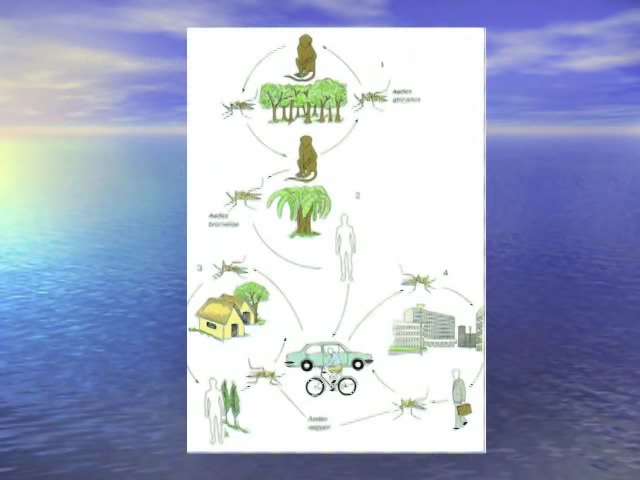 1
Aedes
africanus
2
Aedes
bromeliae
3
4
Aedes
aegypti